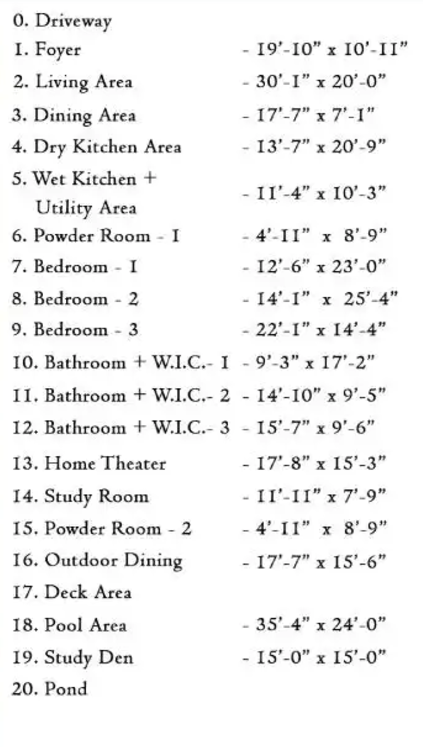 0. Driveway
1. Foyer - 19'-10" x 10'-11"
2. Living Area - 30'-1" x 20'-0"
3. Dining Area - 17'-7" x 7'-1"
4. Dry Kitchen Area - 13'-7" x 20'-9"
5. Wet Kitchen +
Utility Area - 11'-4" x 10'-3"
6. Powder Room - 1 - 4'-11" x 8'-9"
7. Bedroom - 1 - 12'-6" x 23'-0"
8. Bedroom - 2 - 14'-1" x 25'-4"
9. Bedroom - 3 - 22'-1" x 14'-4"
10. Bathroom + W.I.C.- 1 - 9'-3" x 17'-2"
11. Bathroom + W.I.C.- 2 - 14'-10" x 9'-5"
12. Bathroom + W.I.C.- 3 - 15'-7" x 9'-6"
13. Home Theater - 17'-8" x 15'-3"
14. Study Room - 11'-11" x 7'-9"
15. Powder Room - 2 - 4'-11" x 8'-9"
16. Outdoor Dining - 17'-7" x 15'-6"
17. Deck Area
18. Pool Area - 35'-4" x 24'-0"
19. Study Den - 15'-0" x 15'-0"
20. Pond